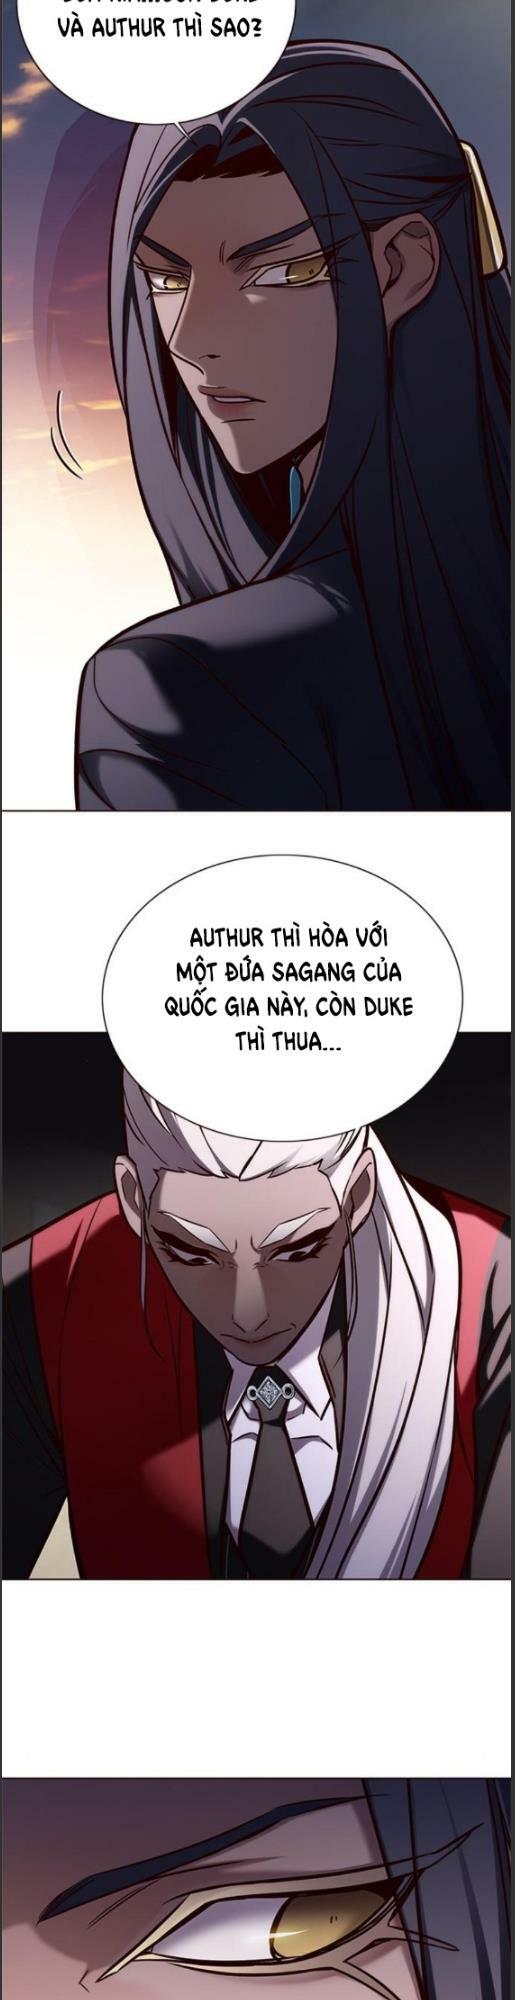 VÀ AUTHUR THÌ SAO?
AUTHUR THÌ HÒA VỚI
MỘT ĐỨA SAGANG CỦA
QUỐC GIA NÀY, CÒN DUKE
THÌ THUA...